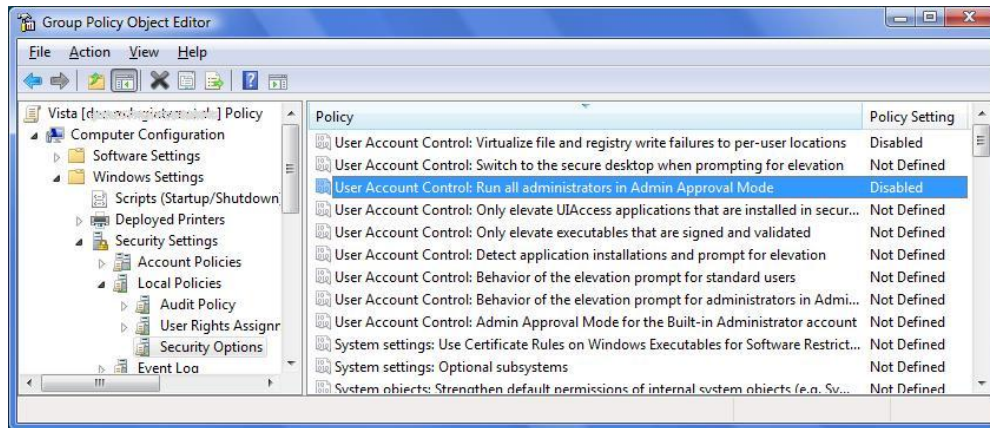 Group Policy Object Editor
File Action View Help
Vista [ ] Policy
Computer Configuration
Software Settings
Windows Settings
Scripts (Startup/Shutdown
Deployed Printers
Security Settings
Account Policies
Local Policies
Audit Policy
User Rights Assignr
Security Options
Event Log
Policy Policy Setting
User Account Control: Virtualize file and registry write failures to per-user locations Disabled
User Account Control: Switch to the secure desktop when prompting for elevation Not Defined
User Account Control: Run all administrators in Admin Approval Mode Disabled
User Account Control: Only elevate UIAccess applications that are installed in secur... Not Defined
User Account Control: Only elevate executables that are signed and validated Not Defined
User Account Control: Detect application installations and prompt for elevation Not Defined
User Account Control: Behavior of the elevation prompt for standard users Not Defined
User Account Control: Behavior of the elevation prompt for administrators in Admi... Not Defined
User Account Control: Admin Approval Mode for the Built-in Administrator account Not Defined
System settings: Use Certificate Rules on Windows Executables for Software Restrict... Not Defined
System settings: Optional subsystems Not Defined
System objects: Strengthen default permissions of internal system objects (e.g. Sy... Not Defined